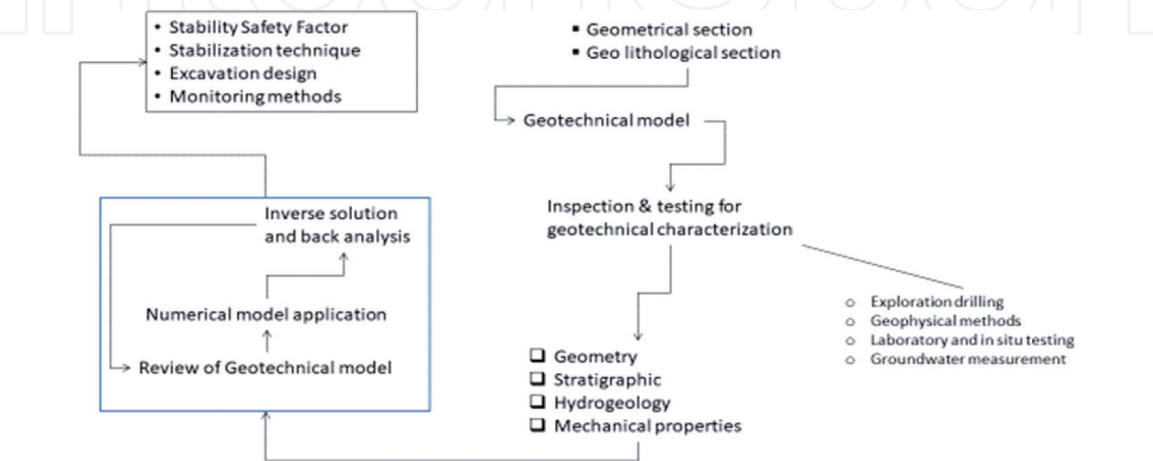 • Stability Safety Factor
• Stabilization technique
• Excavation design
• Monitoring methods
▪ Geometrical section
▪ Geo lithological section
Geotechnical model
Inspection & testing for
geotechnical characterization
○ Exploration drilling
○ Geophysical methods
○ Laboratory and in situ testing
○ Groundwater measurement
❑ Geometry
❑ Stratigraphic
❑ Hydrogeology
❑ Mechanical properties
Inverse solution
and back analysis
Numerical model application
Review of Geotechnical model